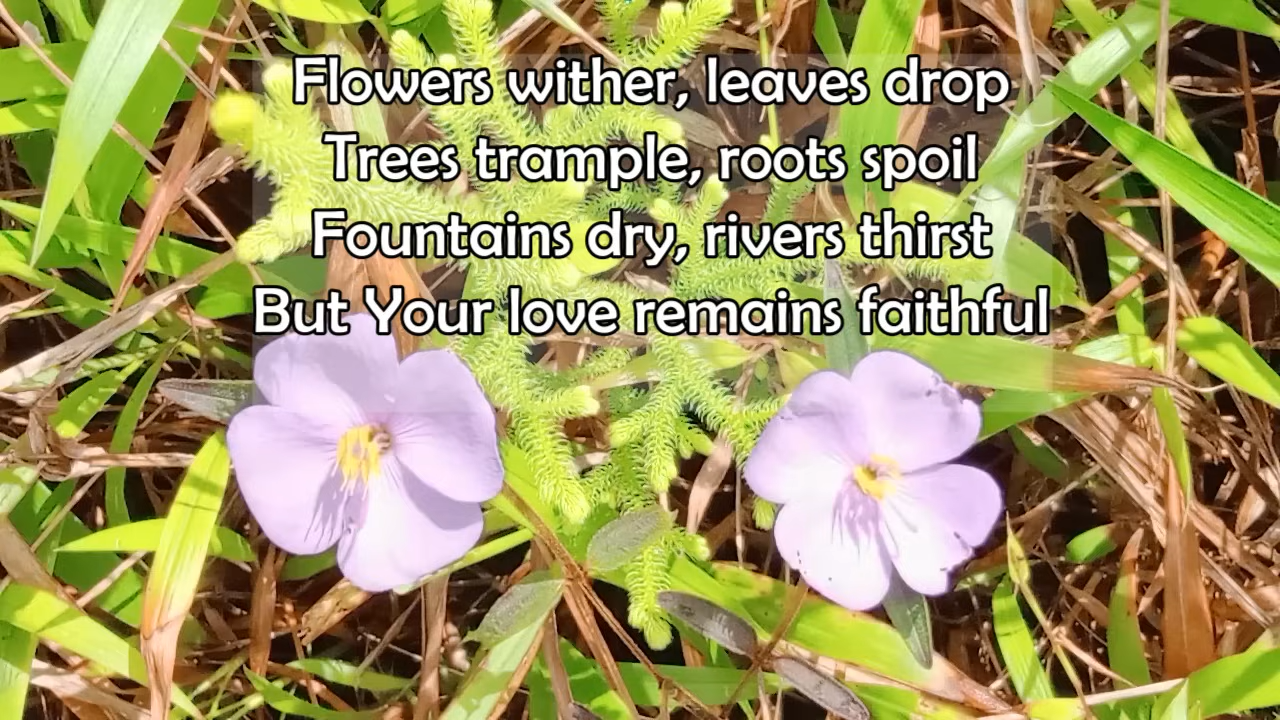 Flowers wither, leaves drop
Trees trample, roots spoil
Fountains dry, rivers thirst
But Your love remains faithful